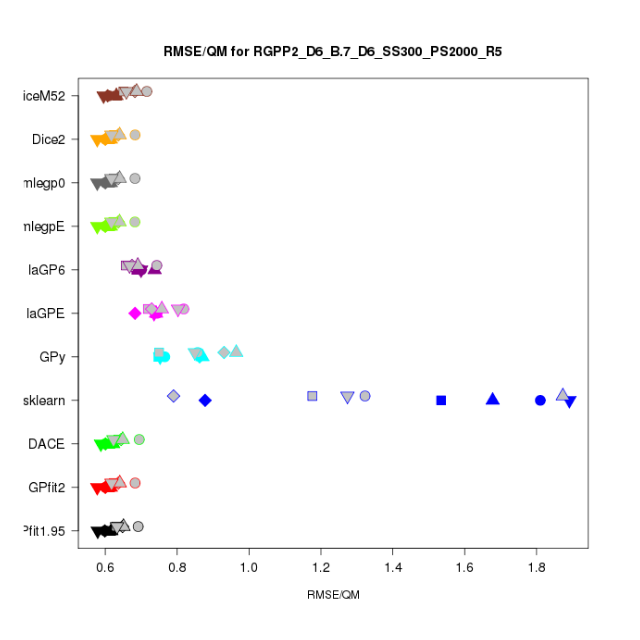 RMSE/QM for RGPP2_D6_B.7_D6_SS300_PS2000_R5
iceM52
Dice2
mlegp0
mlegpE
laGP6
laGPE
GPy
sklearn
DACE
GPfit2
Pfit1.95
0.6 0.8 1.0 1.2 1.4 1.6 1.8
RMSE/QM